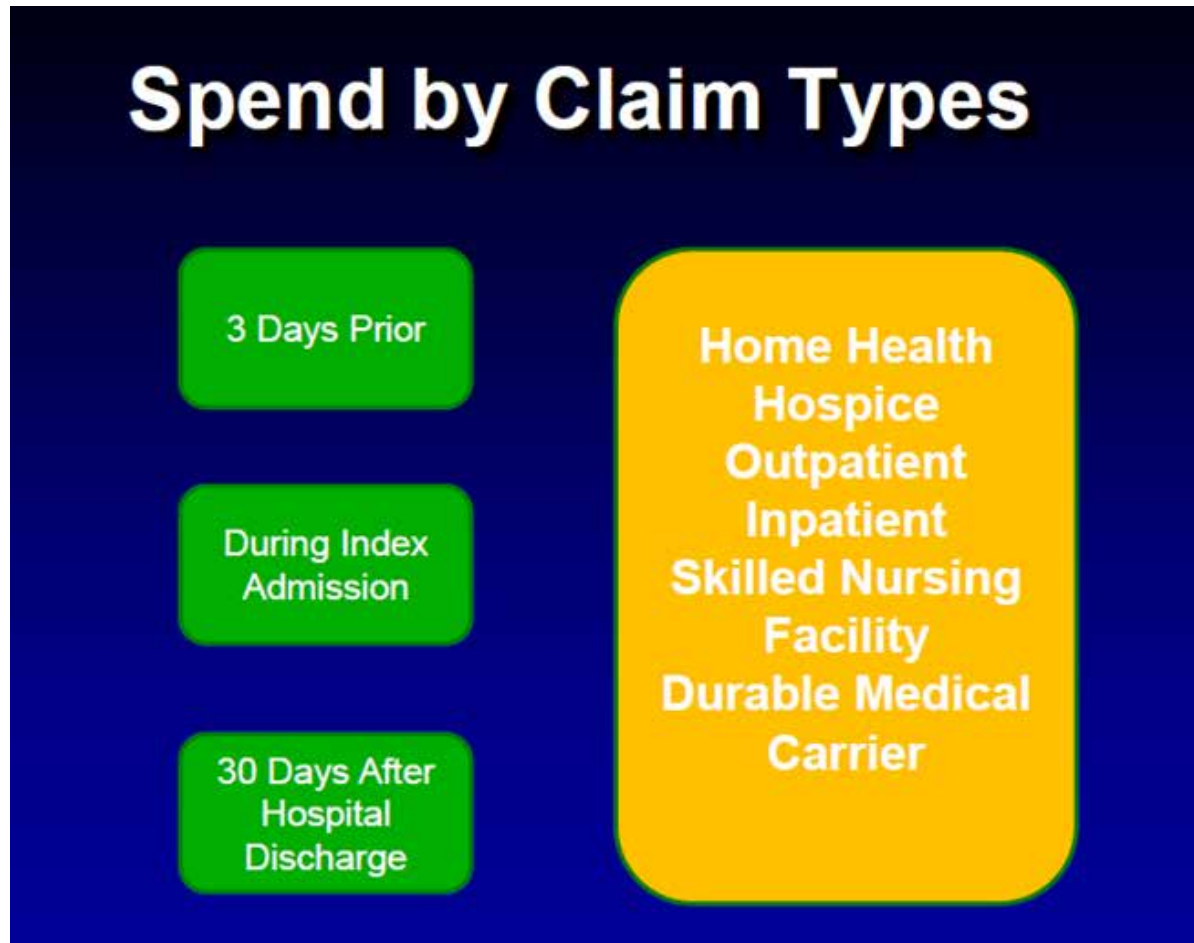 Spend by Claim Types
3 Days Prior
During Index
Admission
30 Days After
Hospital
Discharge
Home Health
Hospice
Outpatient
Inpatient
Skilled Nursing
Facility
Durable Medical
Carrier